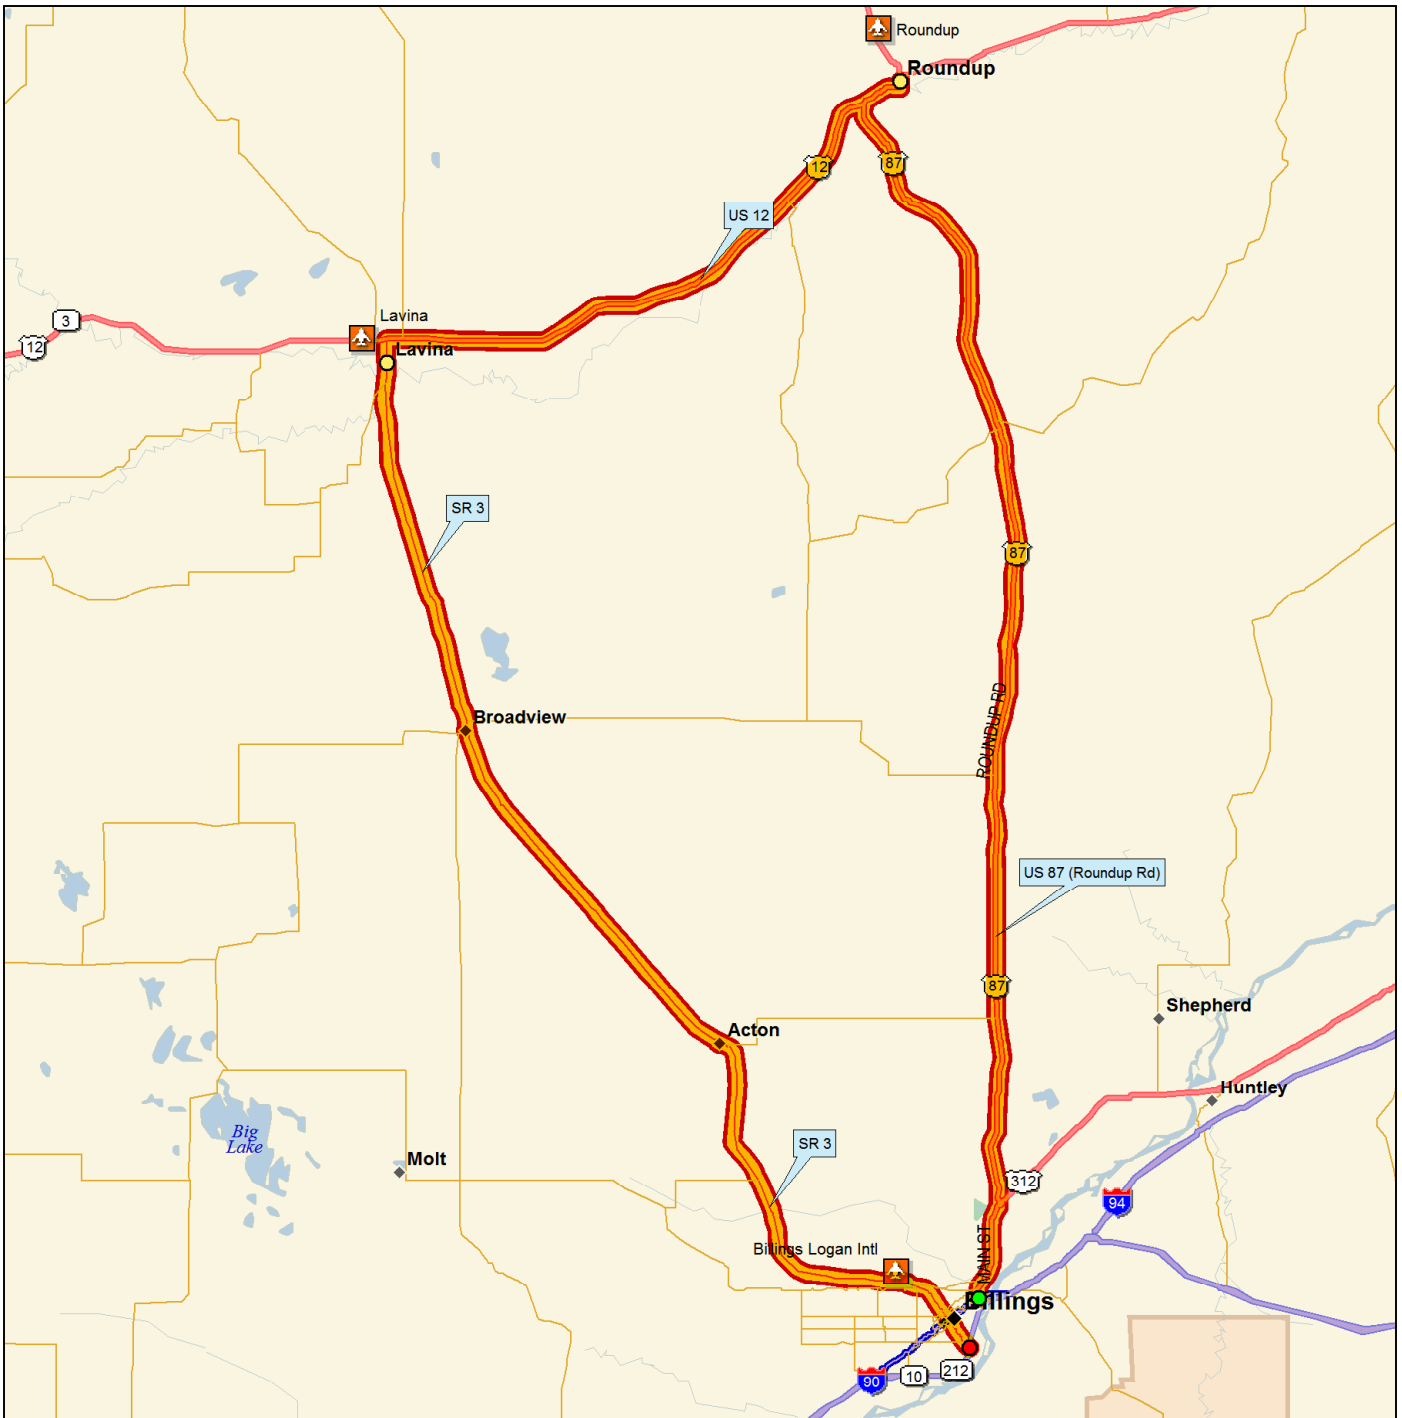 Roundup
Roundup
12
87
US 12
3
12
Lavina
Lavina
SR 3
87
Broadview
ROUNDUP RD
US 87 (Roundup Rd)
87
Shepherd
Acton
Huntley
Big
Lake
Molt
SR 3
312
94
Billings Logan Intl
MAIN ST
Billings
90
10
212